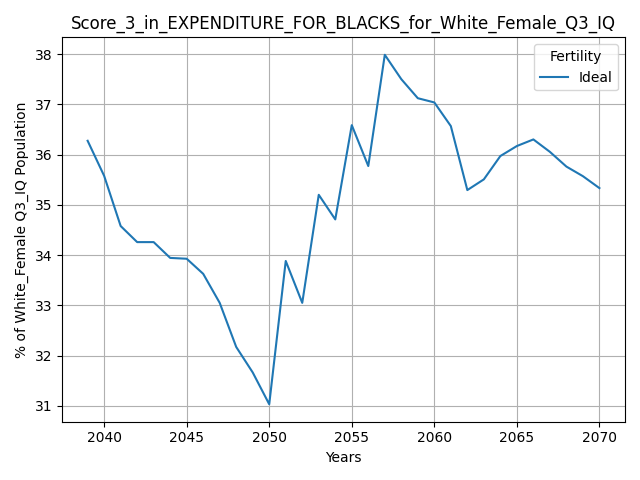 Score_3_in_EXPENDITURE_FOR_BLACKS_for_White_Female_Q3_IQ
Fertility
Ideal
% of White_Female Q3_IQ Population
38
37
36
35
34
33
32
31
2040 2045 2050 2055 2060 2065 2070
Years